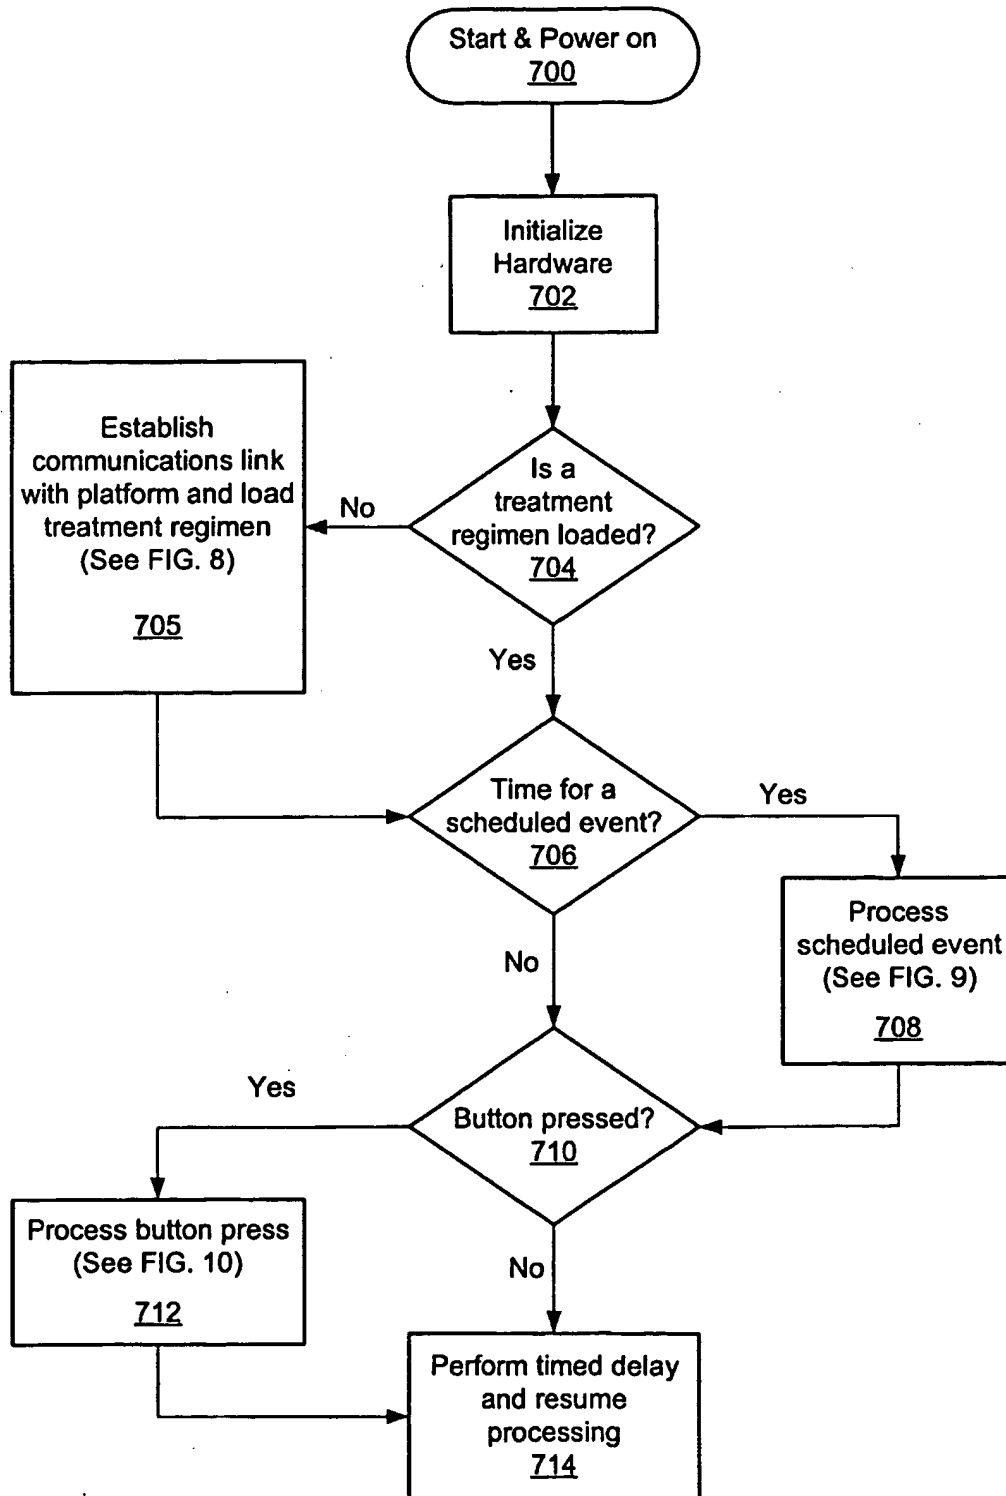 Start & Power on
700
Initialize
Hardware
702
Establish
communications link
with platform and load
treatment regimen
(See FIG. 8)
705
No
Is a
treatment
regimen loaded?
704
Yes
Time for a
scheduled event?
706
Yes
Process
scheduled event
(See FIG. 9)
708
No
Yes
Button pressed?
710
Process button press
(See FIG. 10)
712
No
Perform timed delay
and resume
processing
714